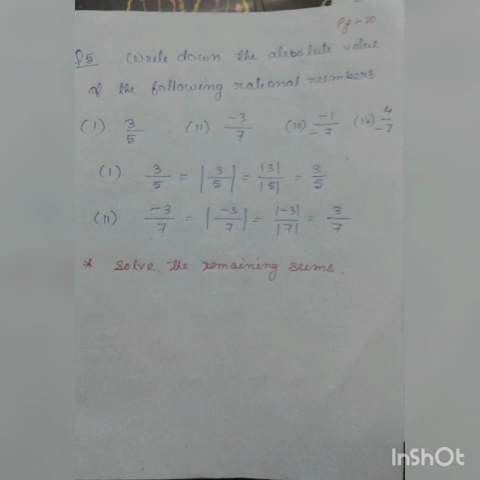 Pg-10
Q5 Write down the absolute value
of the following rational numbers
(I) 3/5 (II) -3/7 (III) -1/-7 (IV) 4/-7
(I) 3/5 = |3/5| = |3|/|5| = 3/5
(II) -3/7 = |-3/7| = |-3|/|7| = 3/7
* Solve the remaining sums.
InShOt